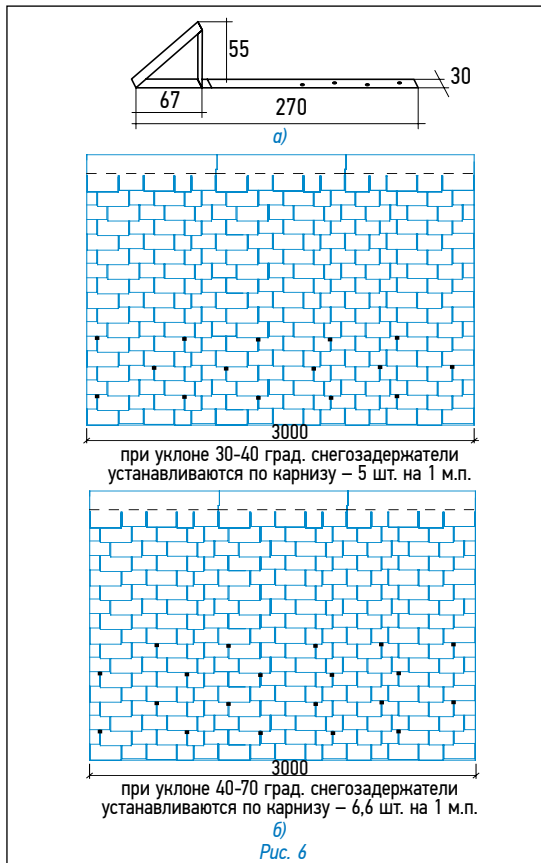 55
30
67
270
а)
3000
при уклоне 30-40 град. снегозадержатели
устанавливаются по карнизу – 5 шт. на 1 м.п.
3000
при уклоне 40-70 град. снегозадержатели
устанавливаются по карнизу – 6,6 шт. на 1 м.п.
б)
Рис. 6